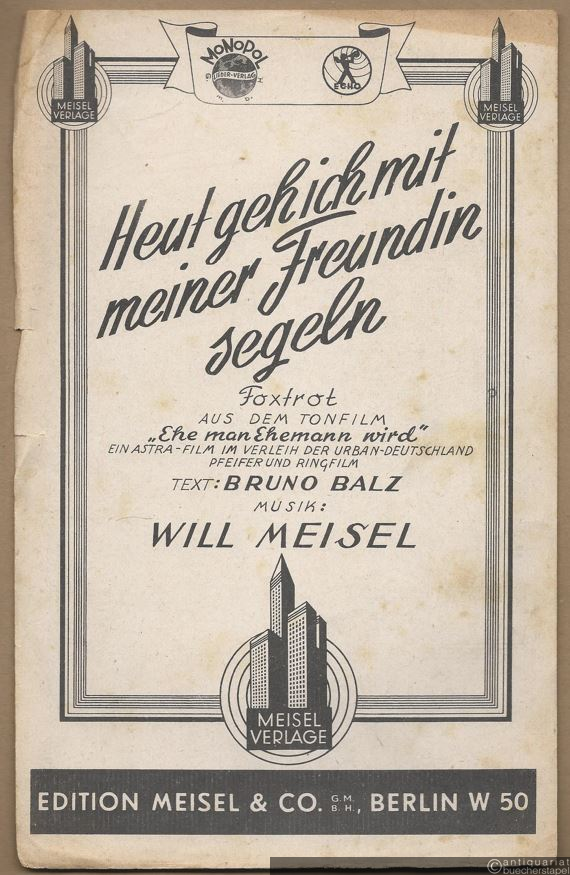 MONOPOL
LIEDER-VERLAG
G. M. B. H.
ECHO
MEISEL
VERLAGE
MEISEL
VERLAGE
Heut geh ich mit
meiner Freundin
segeln
Foxtrot
AUS DEM TONFILM
„Ehe man Ehemann wird"
EIN ASTRA-FILM IM VERLEIH DER URBAN-DEUTSCHLAND
PFEIFER UND RINGFILM
TEXT: BRUNO BALZ
MUSIK:
WILL MEISEL
MEISEL
VERLAGE
EDITION MEISEL & CO. G.M.B.H., BERLIN W 50
©antiquariat
buecherstapel